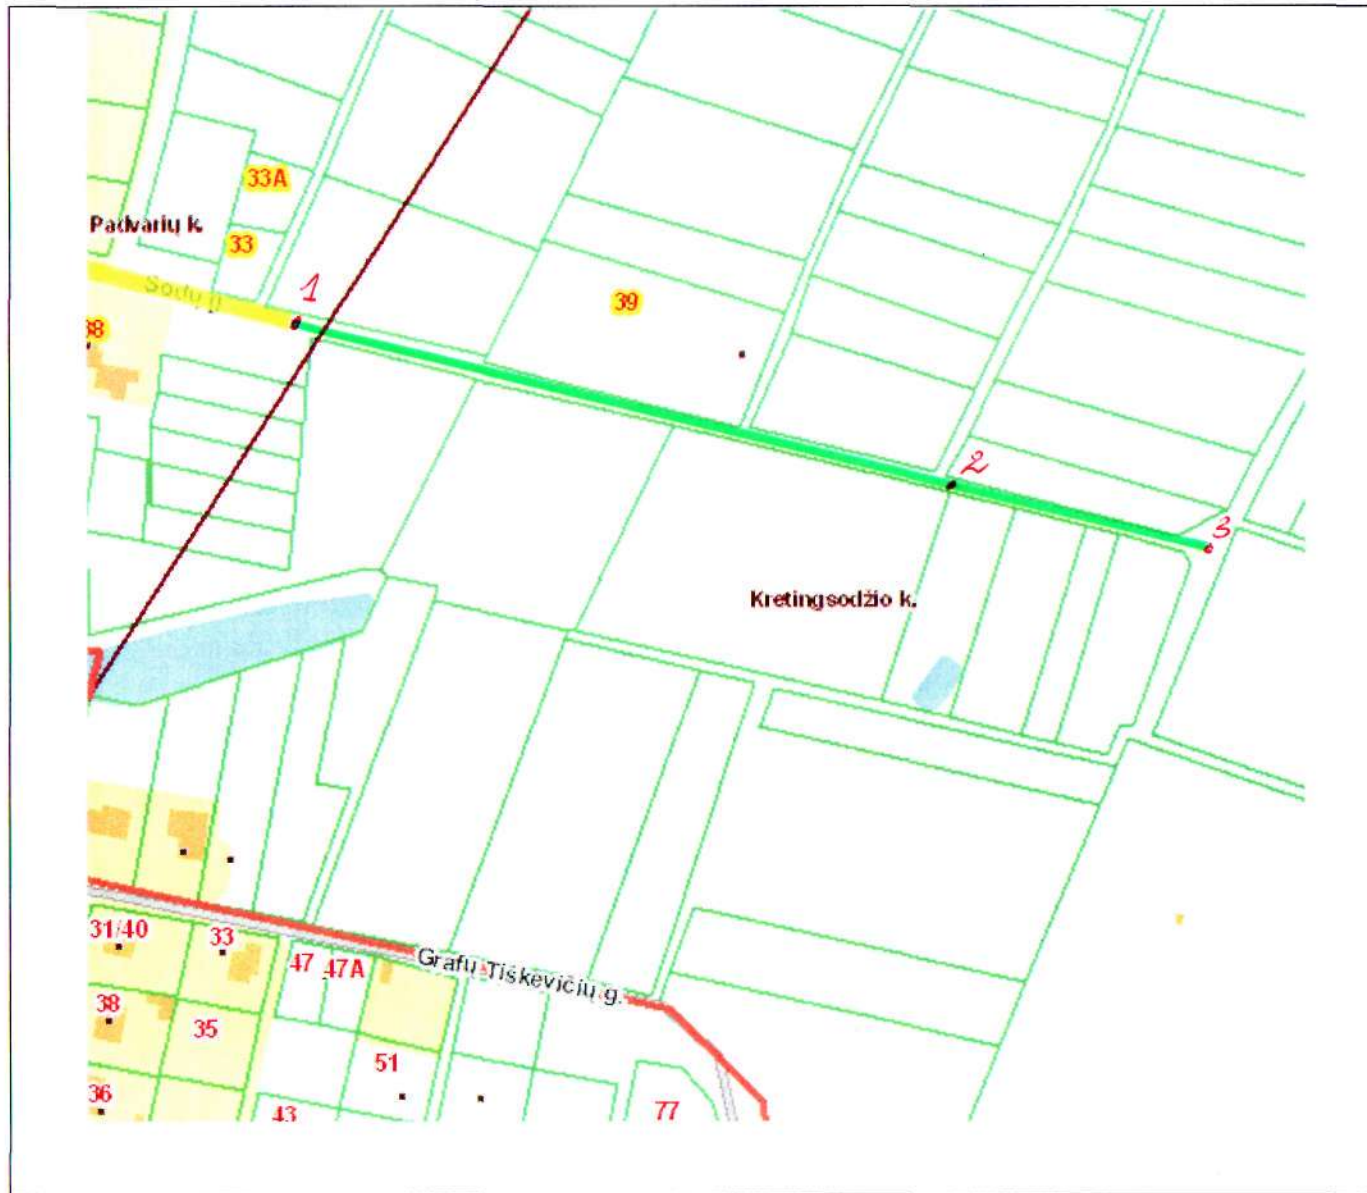 33A
Padvarių k.
33
Sodų g.
1
39
38
2
3
Kretingsodžio k.
31/40
33
47
47A
Grafų Tiškevičių g.
38
35
51
36
43
77